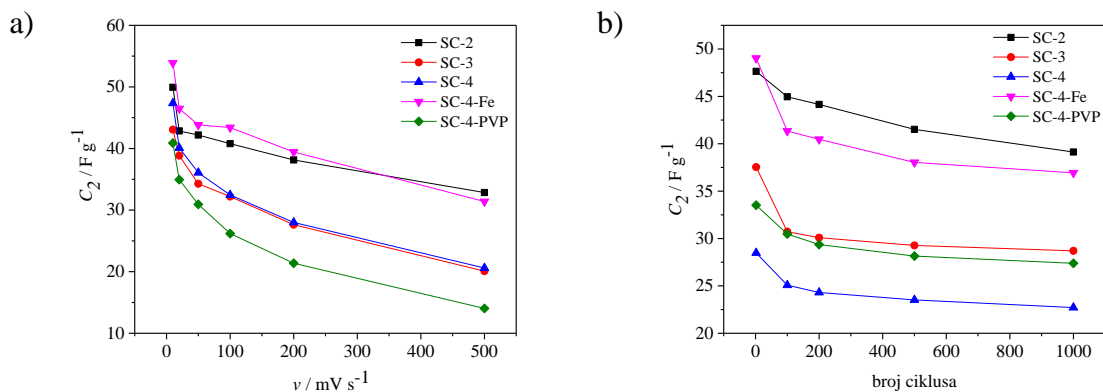 a)
60
50
40
30
20
10
C₂ / F g⁻¹
SC-2
SC-3
SC-4
SC-4-Fe
SC-4-PVP
0 100 200 300 400 500
v / mV s⁻¹
b)
50
45
40
35
30
25
20
C₂ / F g⁻¹
SC-2
SC-3
SC-4
SC-4-Fe
SC-4-PVP
0 200 400 600 800 1000
broj ciklusa